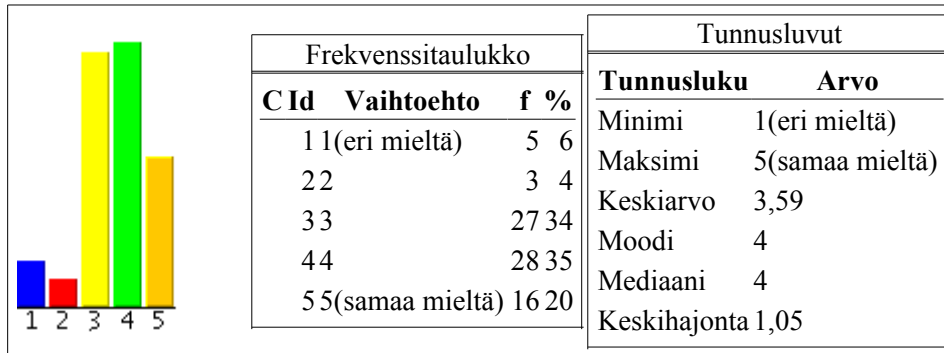 1 2 3 4 5
Frekvenssitaulukko
C Id Vaihtoehto f %
1 1(eri mieltä) 5 6
2 2 3 4
3 3 27 34
4 4 28 35
5 5(samaa mieltä) 16 20
Tunnusluvut
Tunnusluku Arvo
Minimi 1(eri mieltä)
Maksimi 5(samaa mieltä)
Keskiarvo 3,59
Moodi 4
Mediaani 4
Keskihajonta 1,05